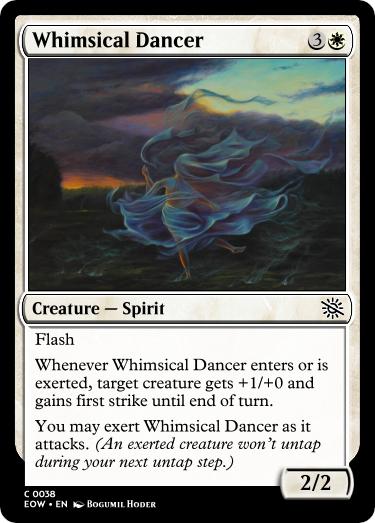 Whimsical Dancer 3
Creature — Spirit
Flash
Whenever Whimsical Dancer enters or is
exerted, target creature gets +1/+0 and
gains first strike until end of turn.
You may exert Whimsical Dancer as it
attacks. (An exerted creature won't untap
during your next untap step.)
2/2
C 0038
EOW • EN Bogumil Hoder